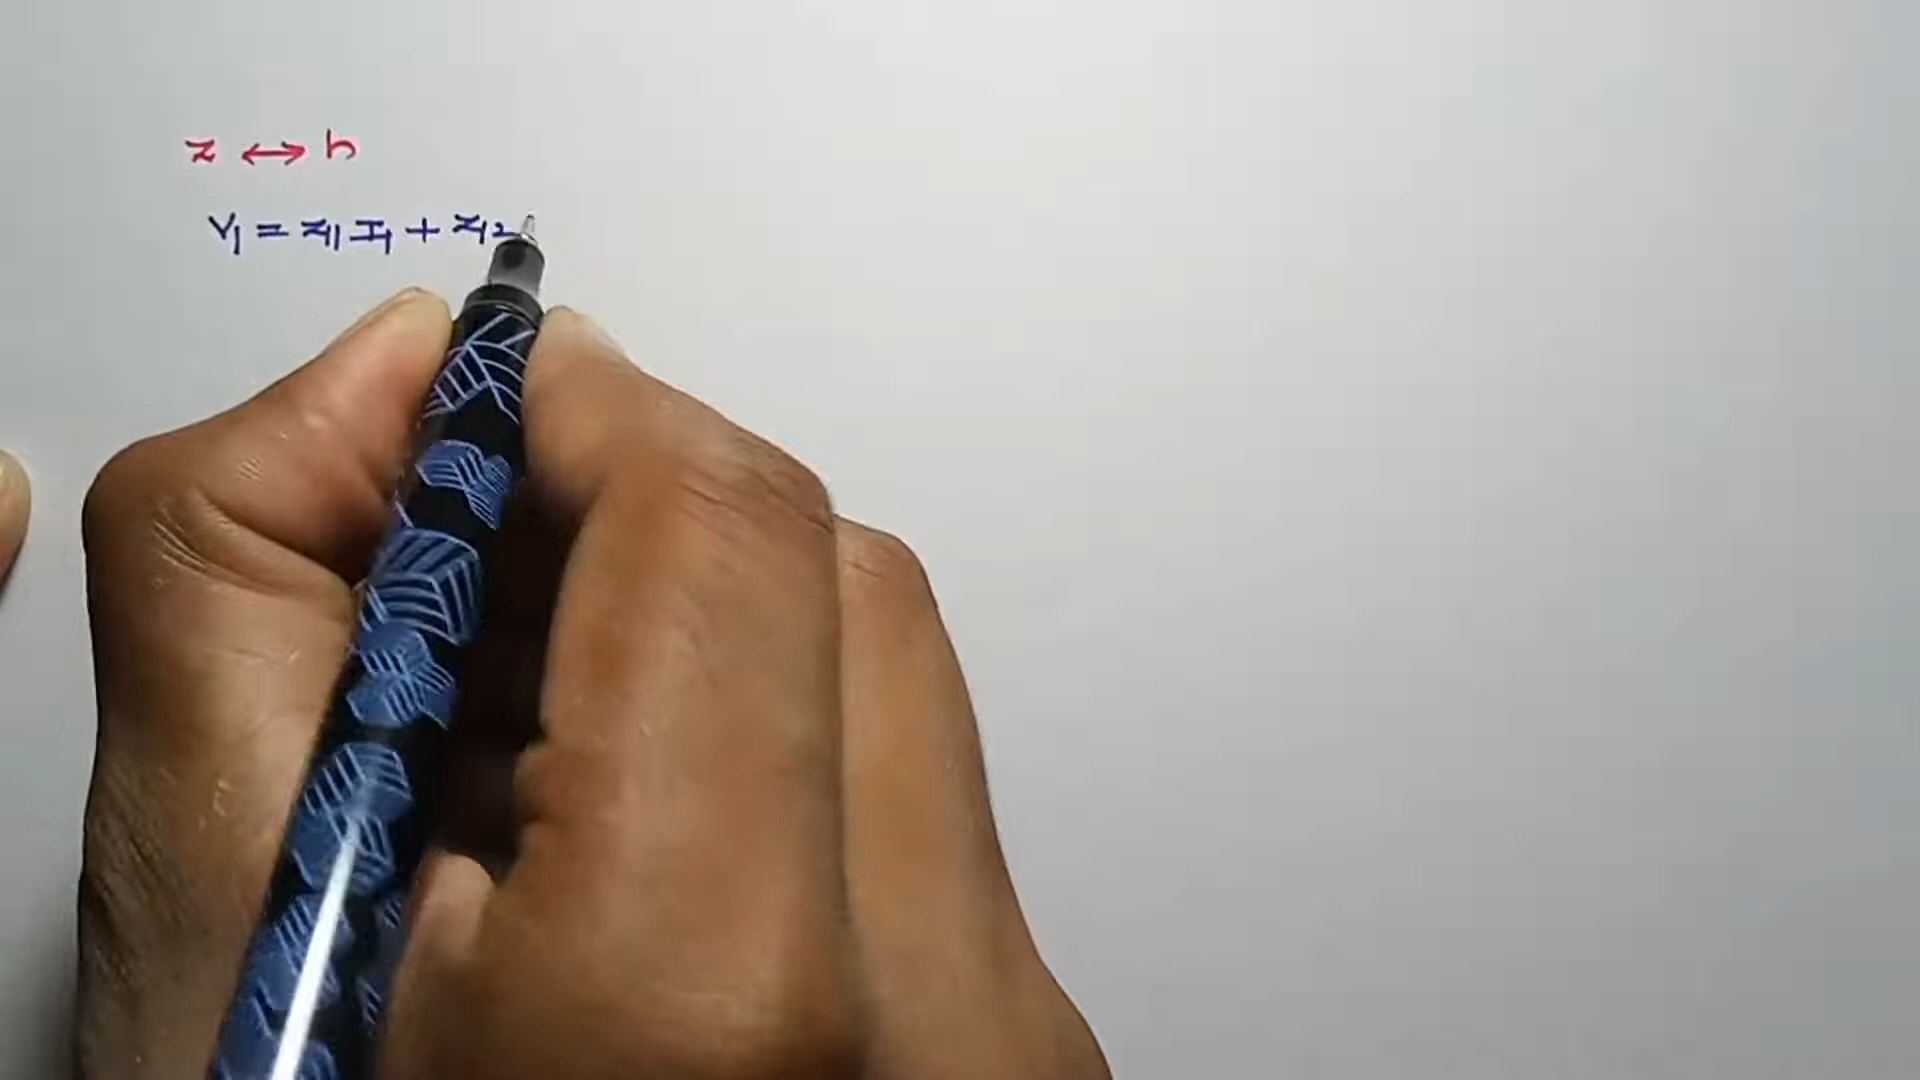 z ↔ h
V₁ = z₁₁ I₁ + z₁₂